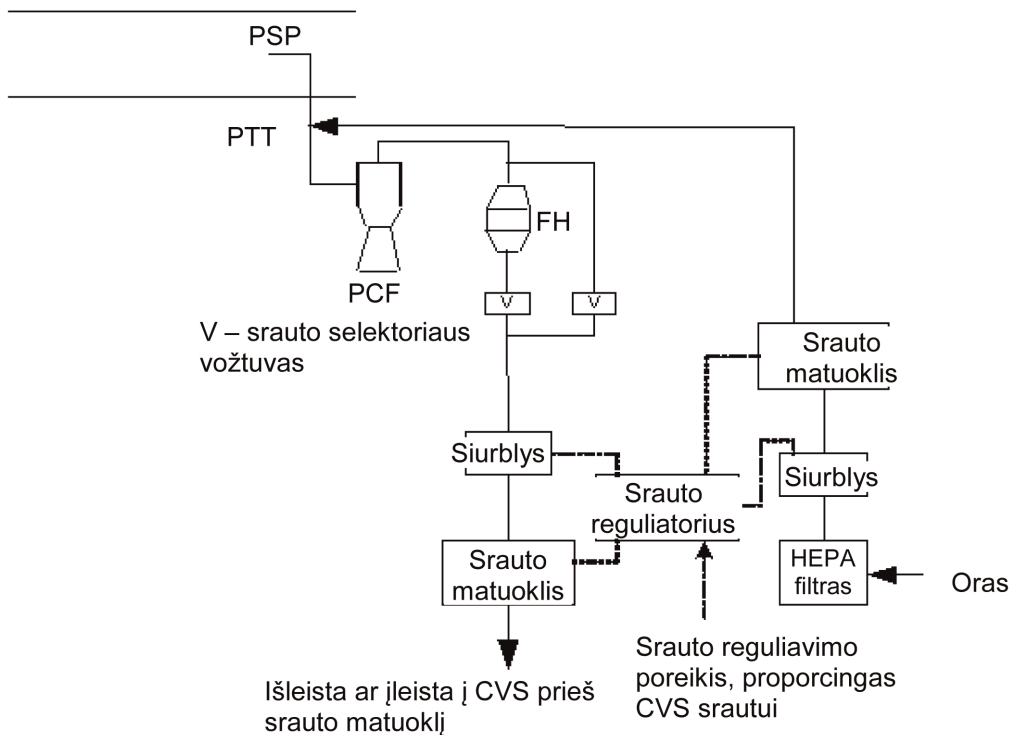 PSP
PTT
FH
PCF
V
V
V – srauto selektoriaus
vožtuvas
Srauto
matuoklis
Siurblys
Siurblys
Srauto
reguliatorius
Srauto
matuoklis
HEPA
filtras
Oras
Srauto reguliavimo
poreikis, proporcingas
CVS srautui
Išleista ar įleista į CVS prieš
srauto matuoklį